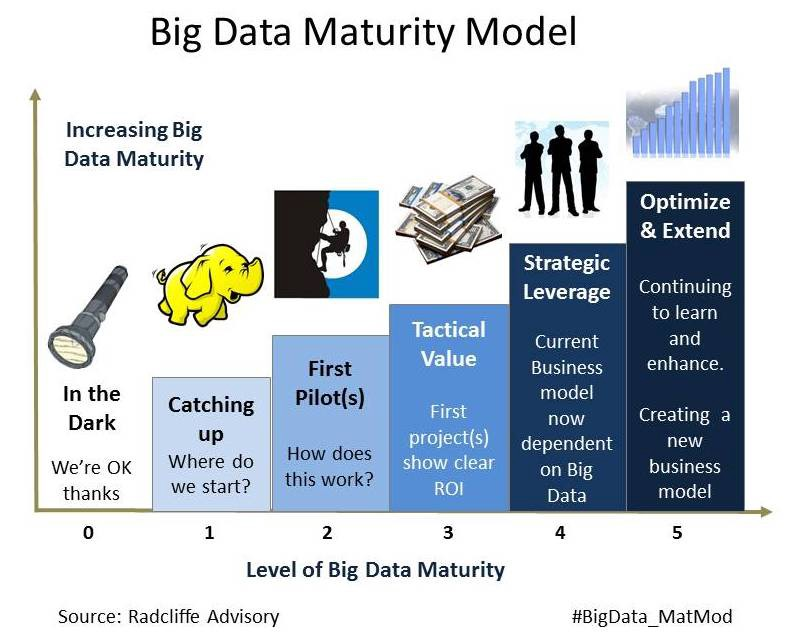 Big Data Maturity Model
Increasing Big
Data Maturity
In the
Dark
We're OK
thanks
Catching
up
Where do
we start?
First
Pilot(s)
How does
this work?
Tactical
Value
First
project(s)
show clear
ROI
Strategic
Leverage
Current
Business
model
now
dependent
on Big
Data
Optimize
& Extend
Continuing
to learn
and
enhance.
Creating a
new
business
model
0
1
2
3
4
5
Level of Big Data Maturity
Source: Radcliffe Advisory
#BigData_MatMod